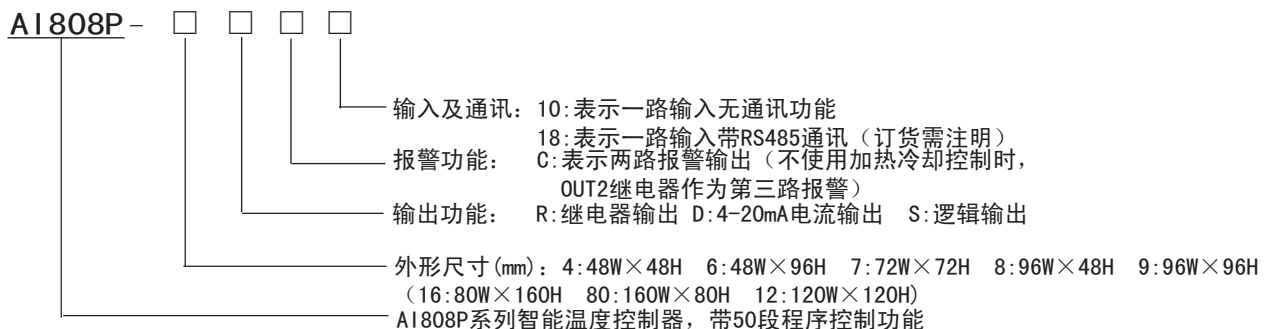 AI808P- □ □ □ □
输入及通讯：10:表示一路输入无通讯功能
18:表示一路输入带RS485通讯（订货需注明）
报警功能： C:表示两路报警输出（不使用加热冷却控制时，
OUT2继电器作为第三路报警）
输出功能： R:继电器输出 D:4-20mA电流输出 S:逻辑输出
外形尺寸(mm)：4:48W×48H 6:48W×96H 7:72W×72H 8:96W×48H 9:96W×96H
（16:80W×160H 80:160W×80H 12:120W×120H)
AI808P系列智能温度控制器，带50段程序控制功能